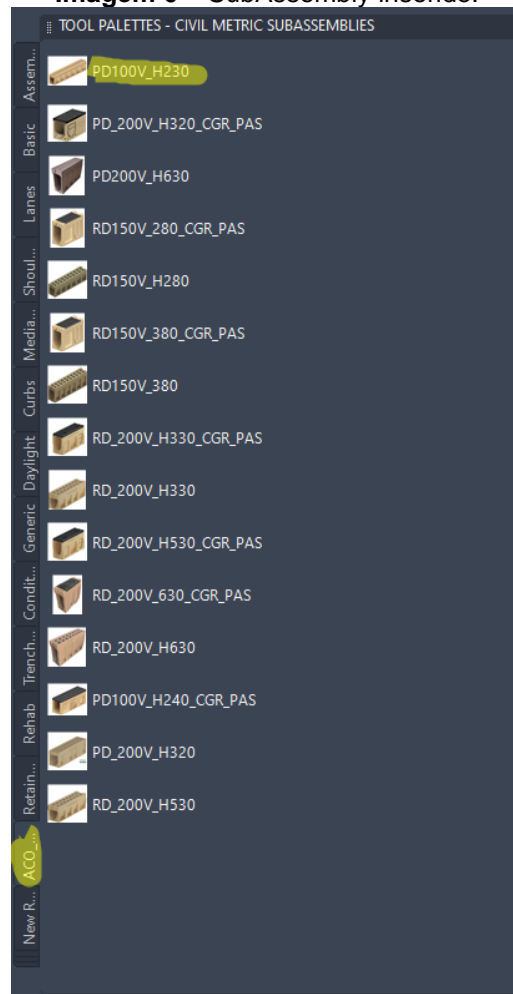 TOOL PALETTES - CIVIL METRIC SUBASSEMBLIES
Assem...
Basic
Lanes
Shoul...
Media...
Curbs
Daylight
Generic
Condit...
Trench...
Rehab
Retain...
ACO_...
New R...
PD100V_H230
PD_200V_H320_CGR_PAS
PD200V_H630
RD150V_280_CGR_PAS
RD150V_H280
RD150V_380_CGR_PAS
RD150V_380
RD_200V_H330_CGR_PAS
RD_200V_H330
RD_200V_H530_CGR_PAS
RD_200V_630_CGR_PAS
RD_200V_H630
PD100V_H240_CGR_PAS
PD_200V_H320
RD_200V_H530